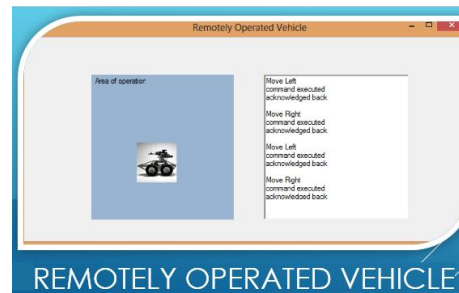 Remotely Operated Vehicle
Area of operation
Move Left
command executed
acknowledged back
Move Right
command executed
acknowledged back
Move Left
command executed
acknowledged back
Move Right
command executed
acknowledged back
REMOTELY OPERATED VEHICLE